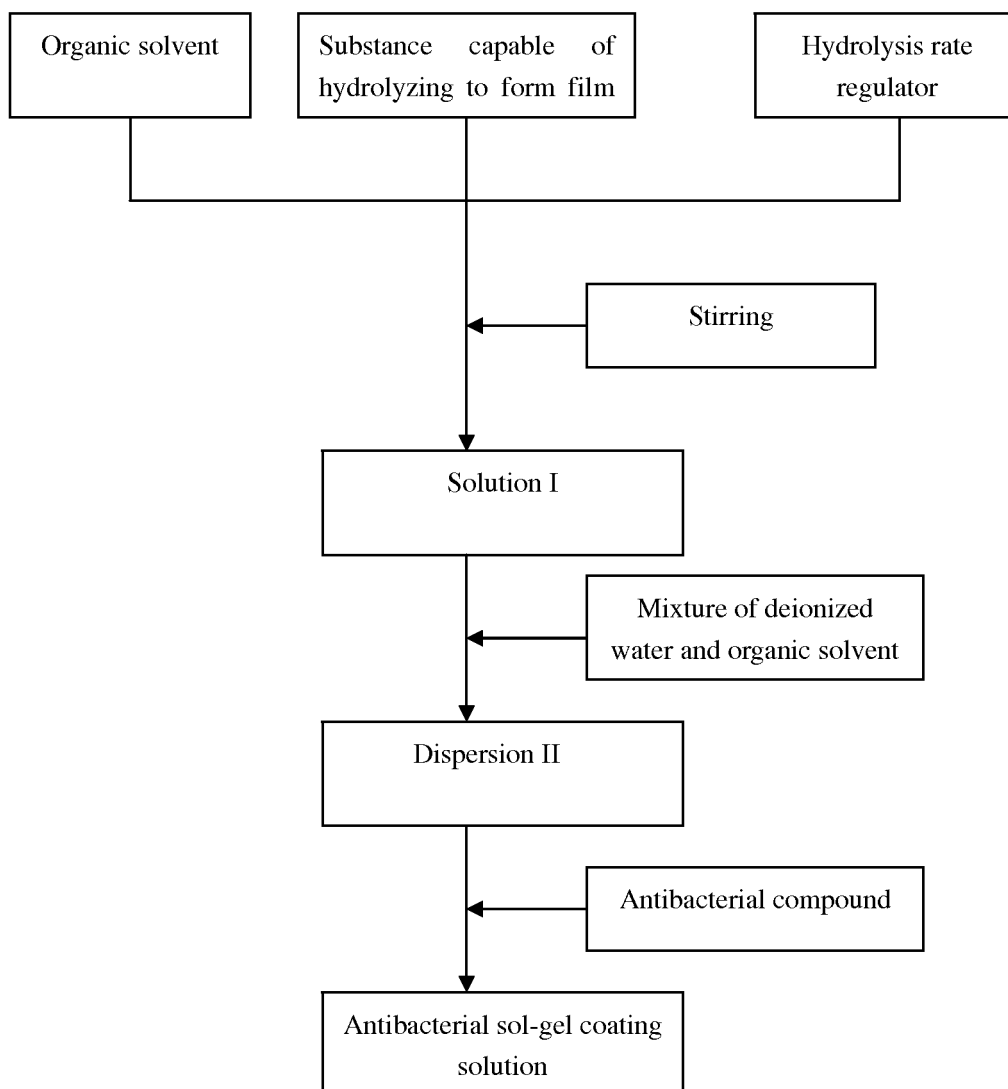 Organic solvent
Substance capable of
hydrolyzing to form film
Hydrolysis rate
regulator
Stirring
Solution I
Mixture of deionized
water and organic solvent
Dispersion II
Antibacterial compound
Antibacterial sol-gel coating
solution